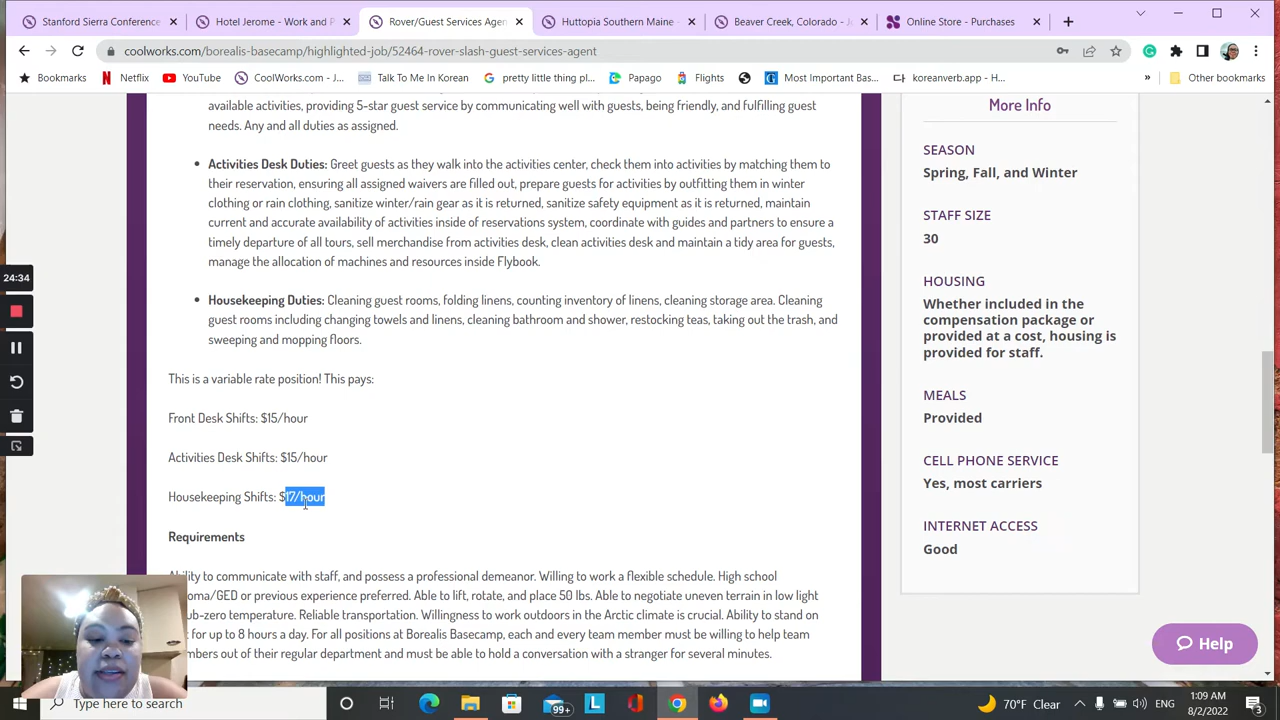 Stanford Sierra Conference
Hotel Jerome - Work and P
Rover/Guest Services Agen
Huttopia Southern Maine -
Beaver Creek, Colorado - Jo
Online Store - Purchases
coolworks.com/borealis-basecamp/highlighted-job/52464-rover-slash-guest-services-agent
Bookmarks
Netflix
YouTube
CoolWorks.com - J...
Talk To Me In Korean
pretty little thing pl...
Papago
Flights
Most Important Bas...
koreanverb.app - H...
»
Other bookmarks
available activities, providing 5-star guest service by communicating well with guests, being friendly, and fulfilling guest
needs. Any and all duties as assigned.
• Activities Desk Duties: Greet guests as they walk into the activities center, check them into activities by matching them to
their reservation, ensuring all assigned waivers are filled out, prepare guests for activities by outfitting them in winter
clothing or rain clothing, sanitize winter/rain gear as it is returned, sanitize safety equipment as it is returned, maintain
current and accurate availability of activities inside of reservations system, coordinate with guides and partners to ensure a
timely departure of all tours, sell merchandise from activities desk, clean activities desk and maintain a tidy area for guests,
manage the allocation of machines and resources inside Flybook.
• Housekeeping Duties: Cleaning guest rooms, folding linens, counting inventory of linens, cleaning storage area. Cleaning
guest rooms including changing towels and linens, cleaning bathroom and shower, restocking teas, taking out the trash, and
sweeping and mopping floors.
This is a variable rate position! This pays:
Front Desk Shifts: $15/hour
Activities Desk Shifts: $15/hour
Housekeeping Shifts: $17/hour
Requirements
Ability to communicate with staff, and possess a professional demeanor. Willing to work a flexible schedule. High school
oma/GED or previous experience preferred. Able to lift, rotate, and place 50 lbs. Able to negotiate uneven terrain in low light
ub-zero temperature. Reliable transportation. Willingness to work outdoors in the Arctic climate is crucial. Ability to stand on
for up to 8 hours a day. For all positions at Borealis Basecamp, each and every team member must be willing to help team
mbers out of their regular department and must be able to hold a conversation with a stranger for several minutes.
More Info
SEASON
Spring, Fall, and Winter
STAFF SIZE
30
HOUSING
Whether included in the
compensation package or
provided at a cost, housing is
provided for staff.
MEALS
Provided
CELL PHONE SERVICE
Yes, most carriers
INTERNET ACCESS
Good
Help
24:34
Type here to search
99+
70°F Clear
1:09 AM
8/2/2022
3